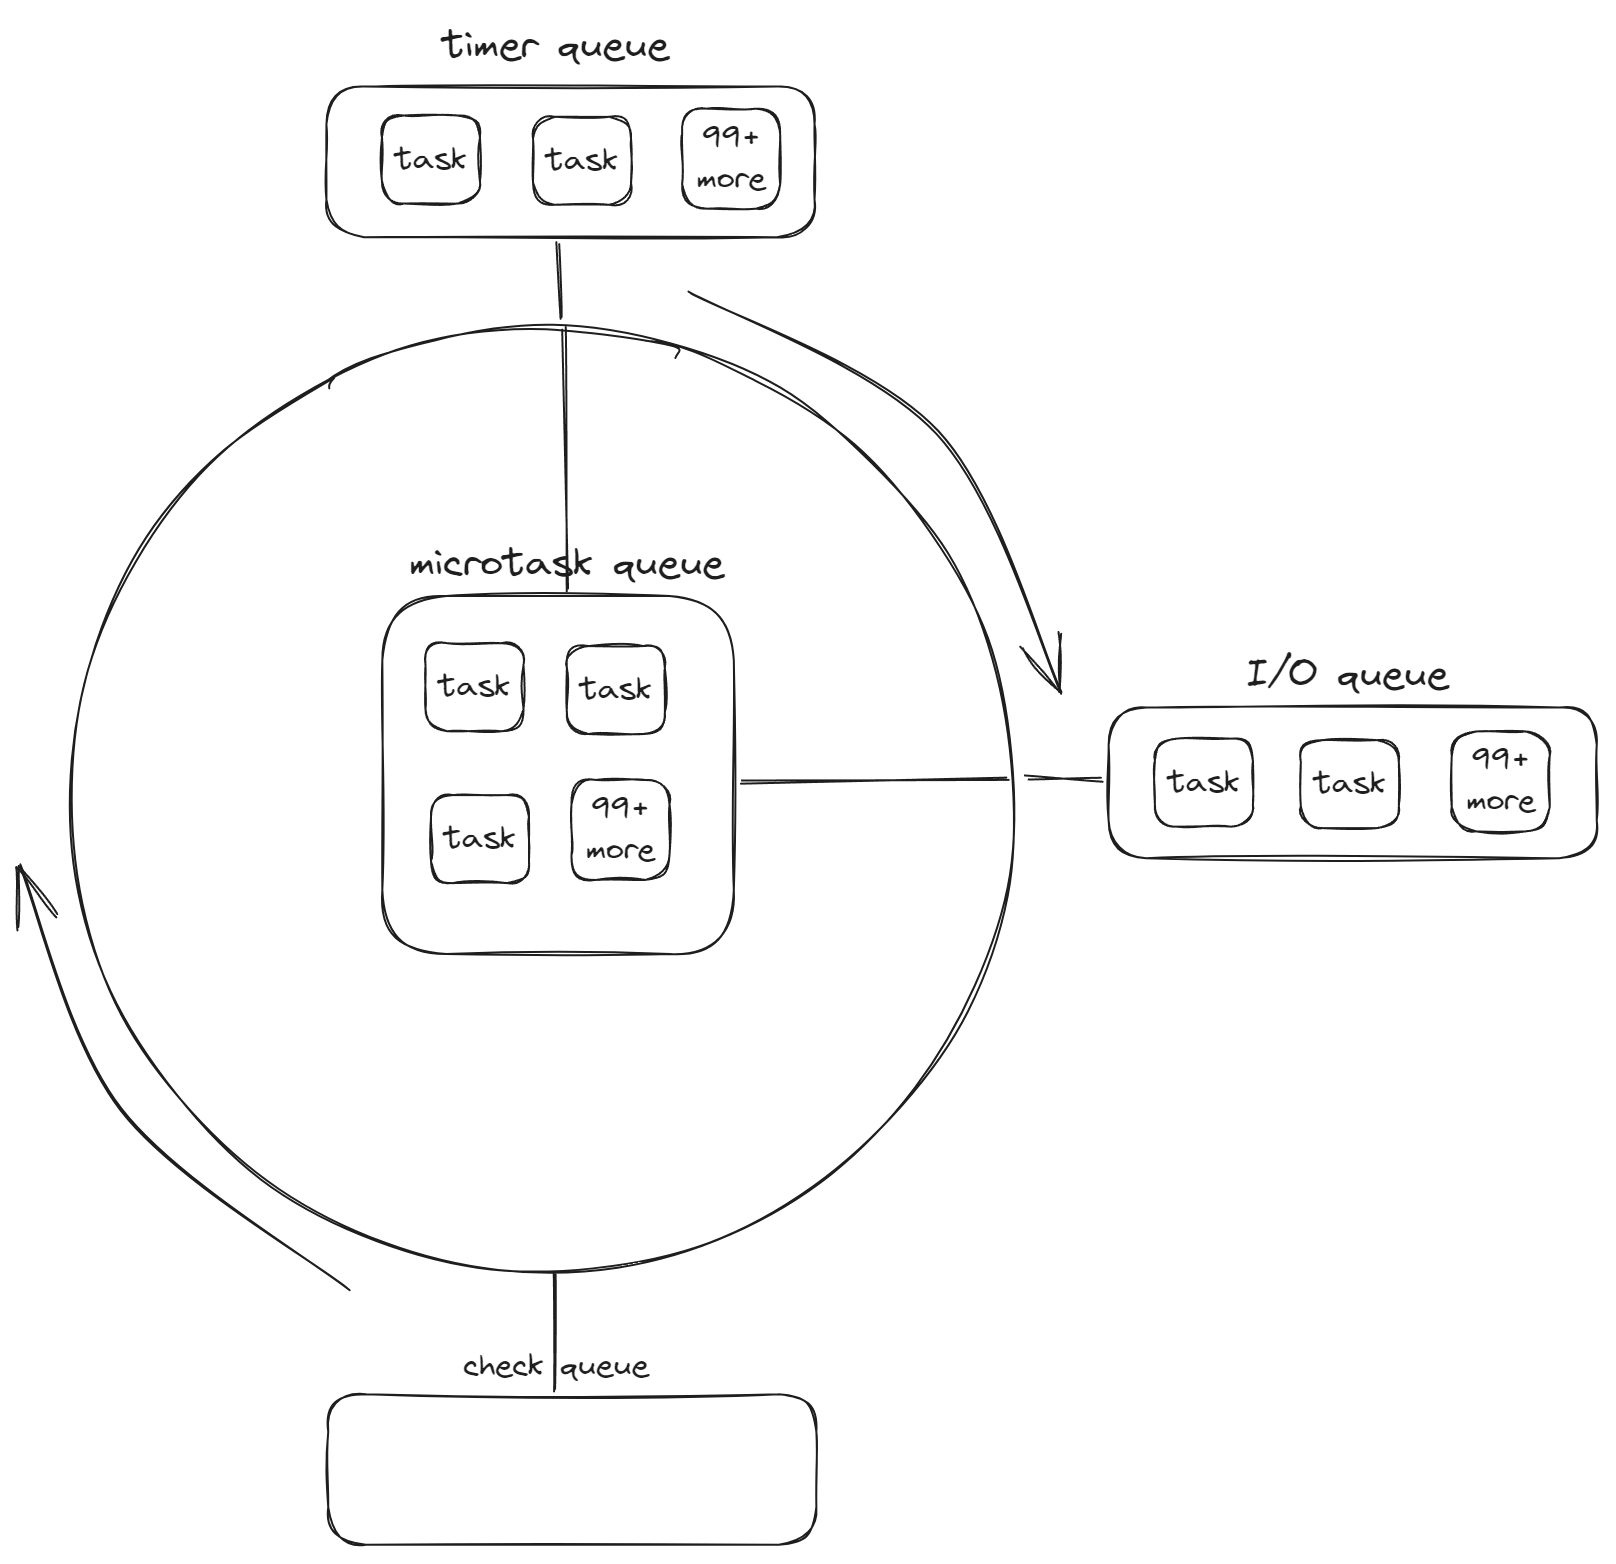 timer queue
task
task
99+
more
microtask queue
task
task
task
99+
more
I/O queue
task
task
99+
more
check queue